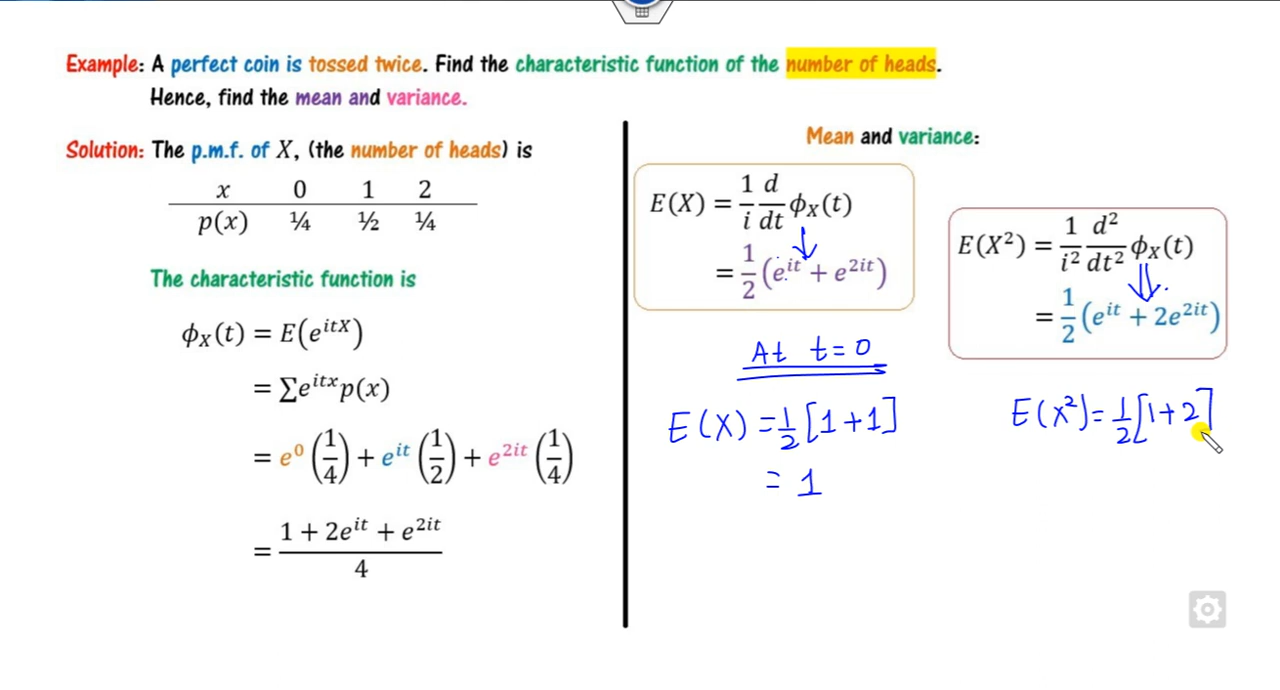 Example: A perfect coin is tossed twice. Find the characteristic function of the number of heads.
Hence, find the mean and variance.
Solution: The p.m.f. of X, (the number of heads) is
x 0 1 2
p(x) ¼ ½ ¼
The characteristic function is
ϕ_X(t) = E(e^{itX})
= ∑e^{itx}p(x)
= e^0 (1/4) + e^{it} (1/2) + e^{2it} (1/4)
= (1 + 2e^{it} + e^{2it})/4
Mean and variance:
E(X) = 1/i d/dt ϕ_X(t)
= 1/2 (e^{it} + e^{2it})
At t=0
E(X) = 1/2 [1+1]
= 1
E(X²) = 1/i² d²/dt² ϕ_X(t)
= 1/2 (e^{it} + 2e^{2it})
E(X²) = 1/2 [1+2]